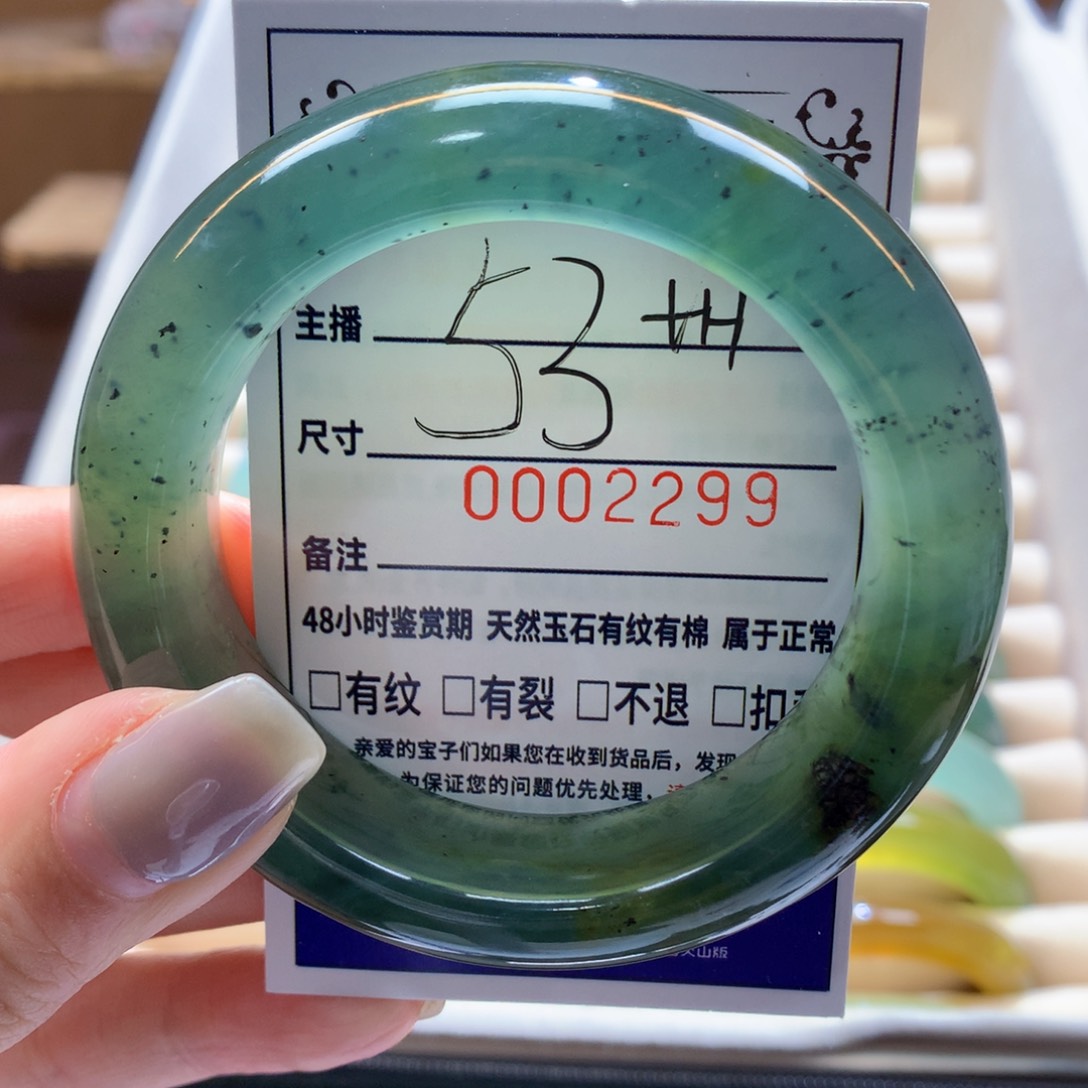 主播
53
尺寸
0002299
备注
48小时鉴赏期 天然玉石有纹有棉 属于正常
□有纹 □有裂 □不退 □扣
亲爱的宝子们如果您在收到货品后，发现
为保证您的问题优先处理，
山版